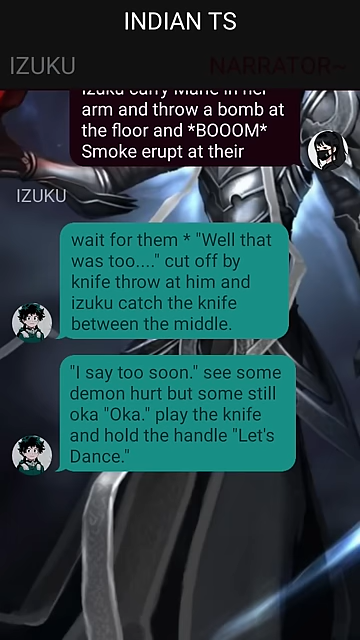 INDIAN TS
IZUKU NARRATOR~
Izuku carry Marie in her
arm and throw a bomb at
the floor and *BOOOM*
Smoke erupt at their
IZUKU
wait for them * "Well that
was too...." cut off by
knife throw at him and
izuku catch the knife
between the middle.
"I say too soon." see some
demon hurt but some still
oka "Oka." play the knife
and hold the handle "Let's
Dance."